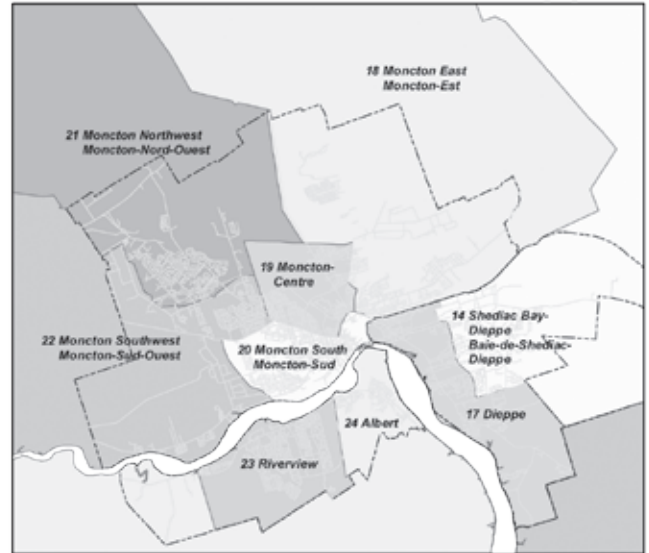 18 Moncton East
Moncton-Est
21 Moncton Northwest
Moncton-Nord-Ouest
19 Moncton-
Centre
14 Shediac Bay-
Dieppe
Baie-de-Shediac-
Dieppe
22 Moncton Southwest
Moncton-Sud-Ouest
20 Moncton South
Moncton-Sud
17 Dieppe
24 Albert
23 Riverview